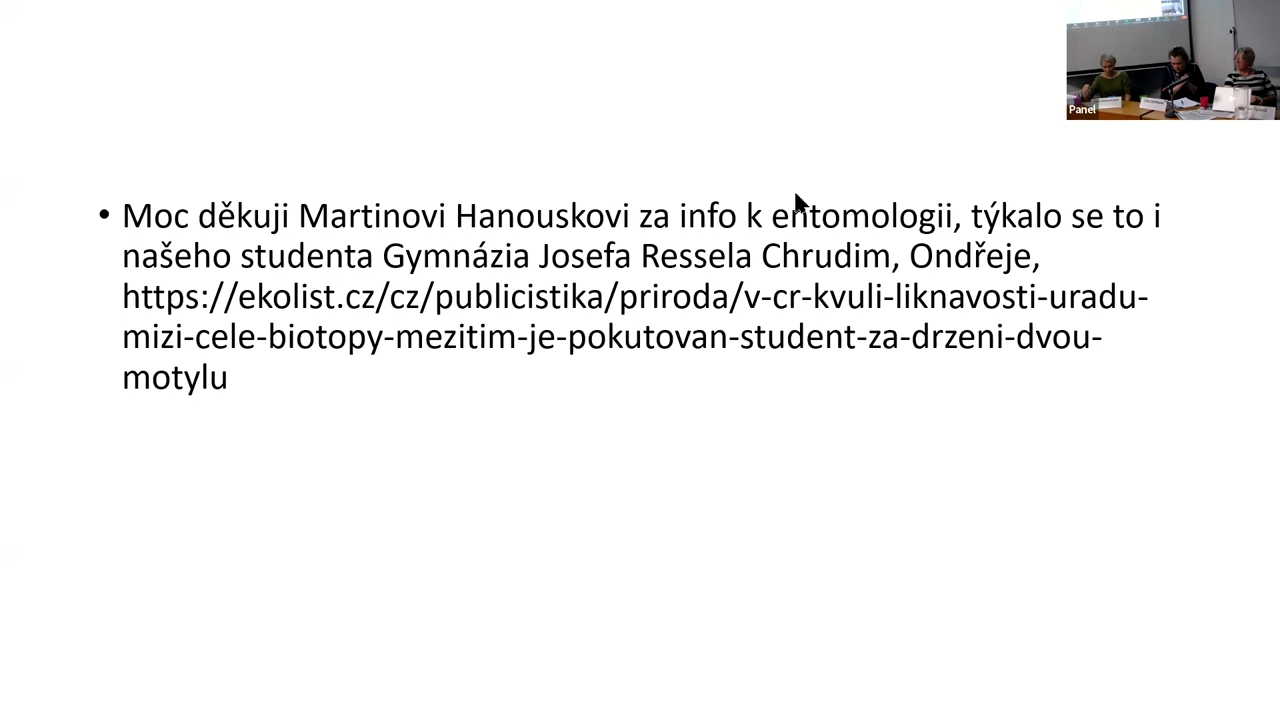 Panel
• Moc děkuji Martinovi Hanouskovi za info k entomologii, týkalo se to i
našeho studenta Gymnázia Josefa Ressela Chrudim, Ondřeje,
https://ekolist.cz/cz/publicistika/priroda/v-cr-kvuli-liknavosti-uradu-
mizi-cele-biotopy-mezitim-je-pokutovan-student-za-drzeni-dvou-
motylu